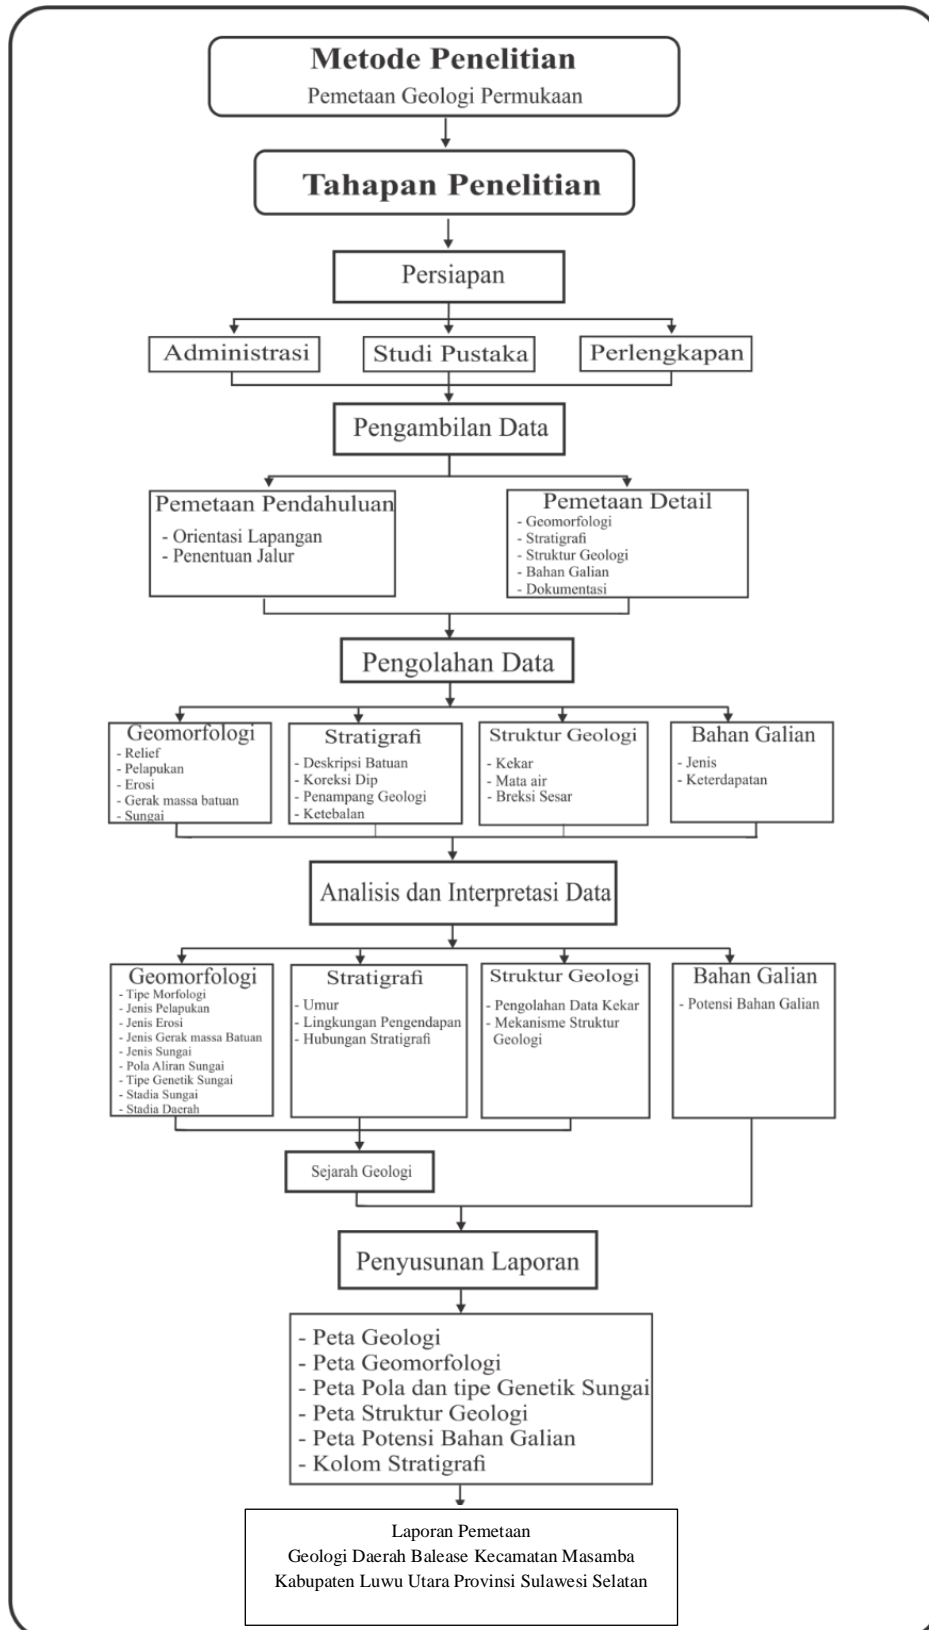 Metode Penelitian
Pemetaan Geologi Permukaan
Tahapan Penelitian
Persiapan
Administrasi
Studi Pustaka
Perlengkapan
Pengambilan Data
Pemetaan Pendahuluan
- Orientasi Lapangan
- Penentuan Jalur
Pemetaan Detail
- Geomorfologi
- Stratigrafi
- Struktur Geologi
- Bahan Galian
- Dokumentasi
Pengolahan Data
Geomorfologi
- Relief
- Pelapukan
- Erosi
- Gerak massa batuan
- Sungai
Stratigrafi
- Deskripsi Batuan
- Koreksi Dip
- Penampang Geologi
- Ketebalan
Struktur Geologi
- Kekar
- Mata air
- Breksi Sesar
Bahan Galian
- Jenis
- Keterdapatan
Analisis dan Interpretasi Data
Geomorfologi
- Tipe Morfologi
- Jenis Pelapukan
- Jenis Erosi
- Jenis Gerak massa Batuan
- Jenis Sungai
- Pola Aliran Sungai
- Tipe Genetik Sungai
- Stadia Sungai
- Stadia Daerah
Stratigrafi
- Umur
- Lingkungan Pengendapan
- Hubungan Stratigrafi
Struktur Geologi
- Pengolahan Data Kekar
- Mekanisme Struktur
Geologi
Bahan Galian
- Potensi Bahan Galian
Sejarah Geologi
Penyusunan Laporan
- Peta Geologi
- Peta Geomorfologi
- Peta Pola dan tipe Genetik Sungai
- Peta Struktur Geologi
- Peta Potensi Bahan Galian
- Kolom Stratigrafi
Laporan Pemetaan
Geologi Daerah Balease Kecamatan Masamba
Kabupaten Luwu Utara Provinsi Sulawesi Selatan